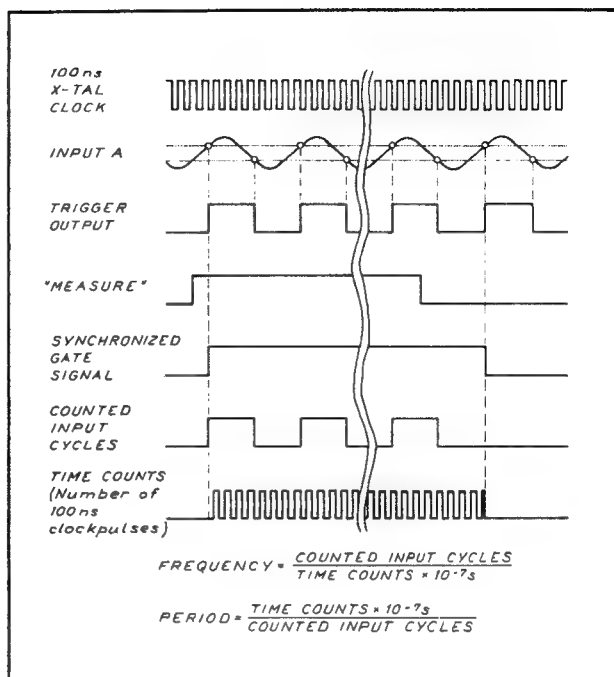 100ns
X-TAL
CLOCK
INPUT A
TRIGGER
OUTPUT
"MEASURE"
SYNCHRONIZED
GATE
SIGNAL
COUNTED
INPUT
CYCLES
TIME COUNTS
(Number of
100ns
clockpulses)
FREQUENCY = COUNTED INPUT CYCLES / TIME COUNTS × 10⁻⁷s
PERIOD = TIME COUNTS × 10⁻⁷s / COUNTED INPUT CYCLES